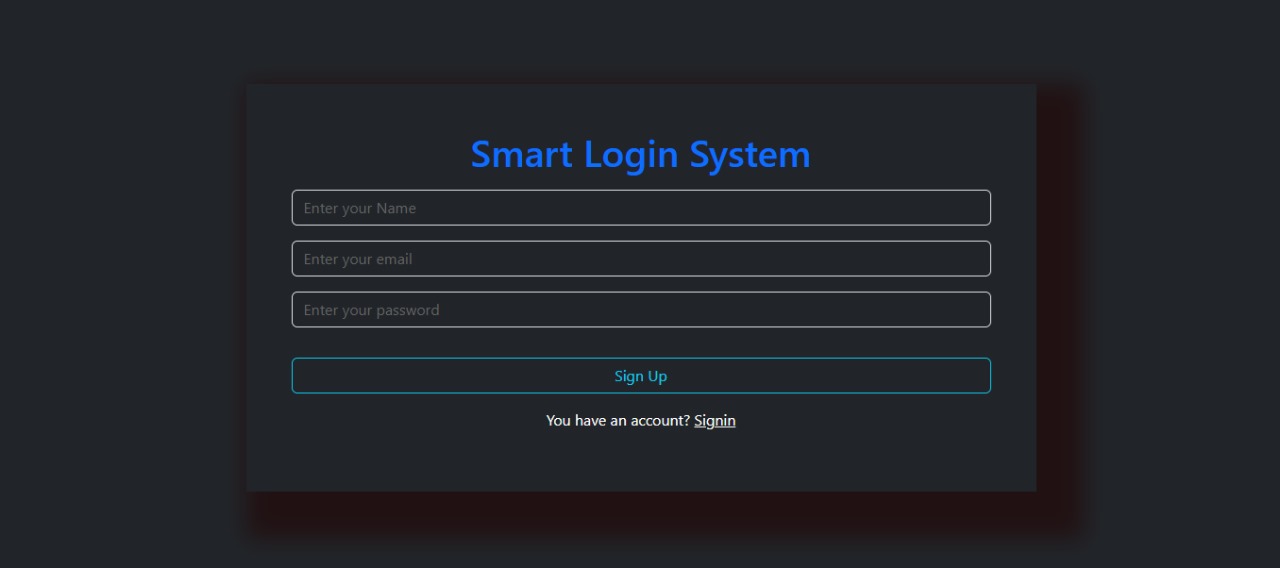 Smart Login System
Enter your Name
Enter your email
Enter your password
Sign Up
You have an account? Signin